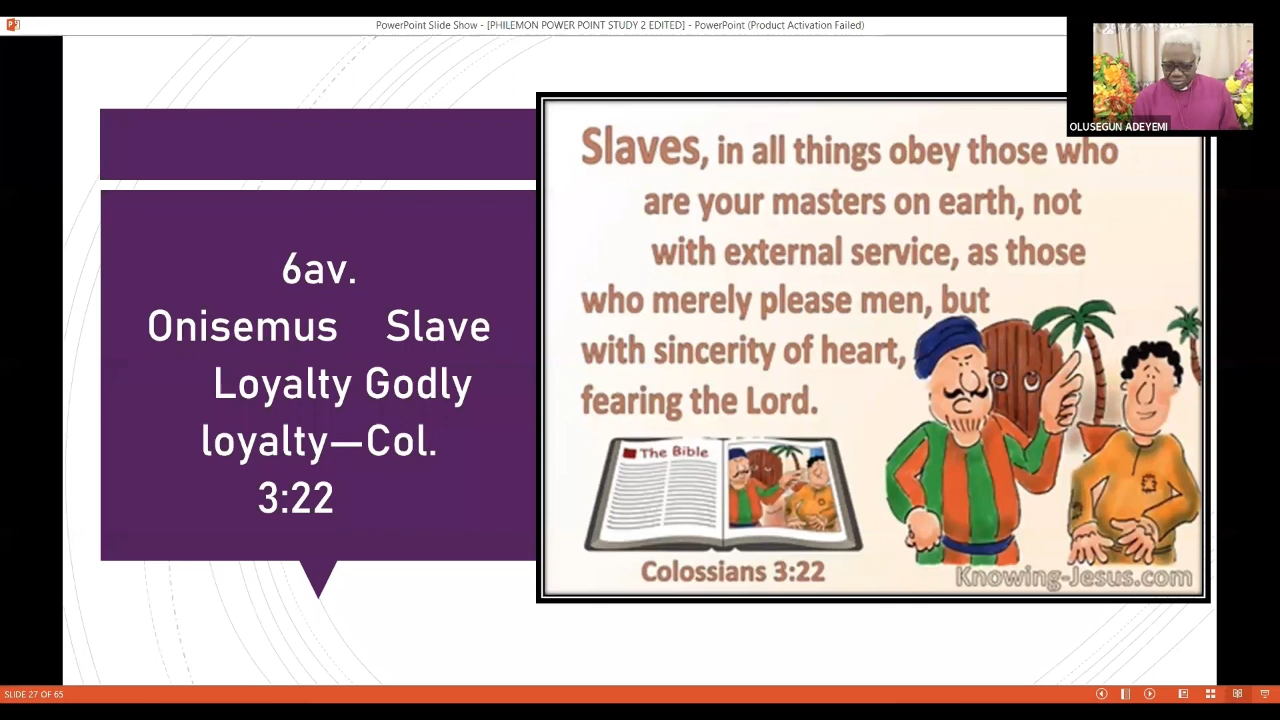 PowerPoint Slide Show - [PHILEMON POWER POINT STUDY 2 EDITED] - PowerPoint (Product Activation Failed)
OLUSEGUN ADEYEMI
6av.
Onisemus Slave
Loyalty Godly
loyalty—Col.
3:22
Slaves, in all things obey those who
are your masters on earth, not
with external service, as those
who merely please men, but
with sincerity of heart,
fearing the Lord.
The Bible
Colossians 3:22
Knowing-Jesus.com
SLIDE 27 OF 65